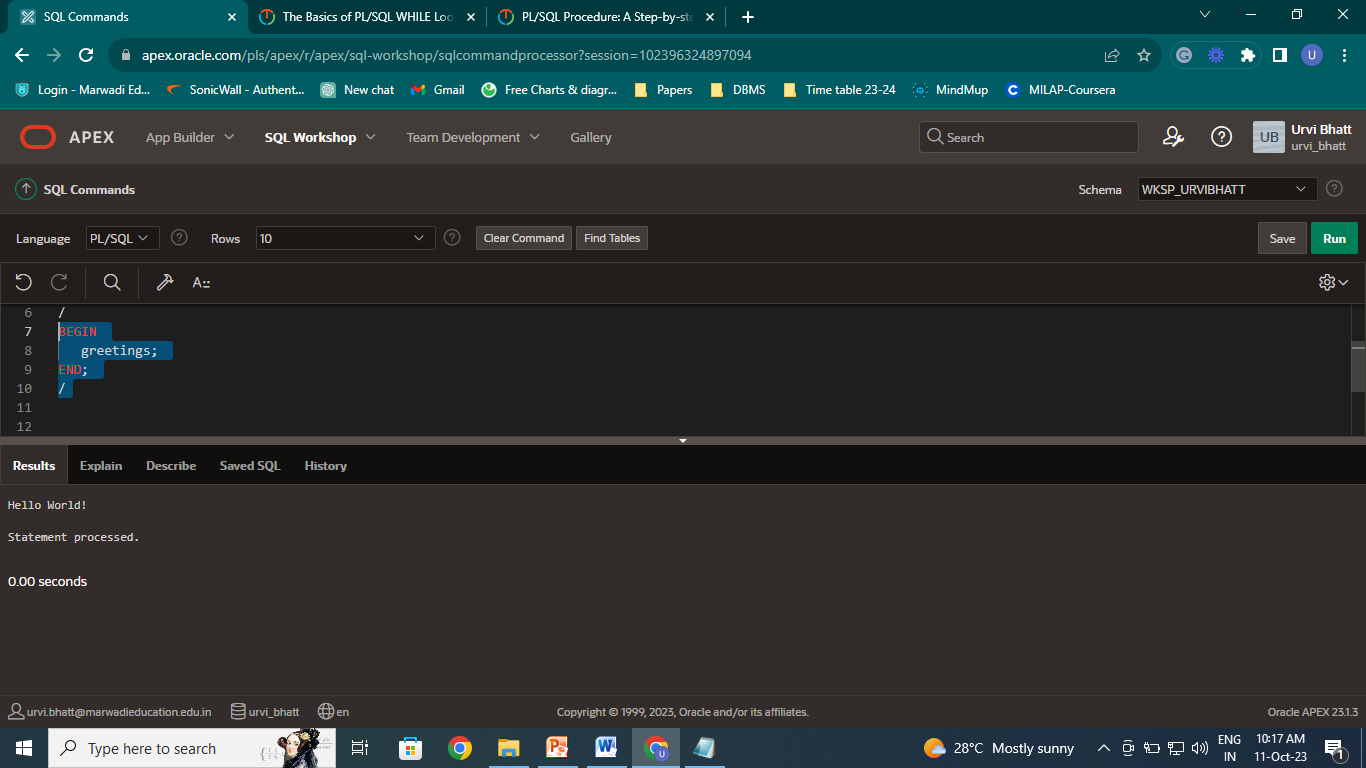 SQL Commands
The Basics of PL/SQL WHILE Loo
PL/SQL Procedure: A Step-by-st
apex.oracle.com/pls/apex/r/apex/sql-workshop/sqlcommandprocessor?session=102396324897094
U
Login - Marwadi Ed... SonicWall - Authent... New chat Gmail Free Charts & diagr... Papers DBMS Time table 23-24 MindMup MILAP-Coursera
APEX App Builder SQL Workshop Team Development Gallery Search UB Urvi Bhatt
urvi_bhatt
SQL Commands Schema WKSP_URVIBHATT
Language PL/SQL Rows 10 Clear Command Find Tables Save Run
6 /
7 BEGIN
8 greetings;
9 END;
10 /
11
12
Results Explain Describe Saved SQL History
Hello World!
Statement processed.
0.00 seconds
urvi.bhatt@marwadieducation.edu.in urvi_bhatt en Copyright © 1999, 2023, Oracle and/or its affiliates. Oracle APEX 23.1.3
Type here to search 28°C Mostly sunny ENG
IN 10:17 AM
11-Oct-23 1